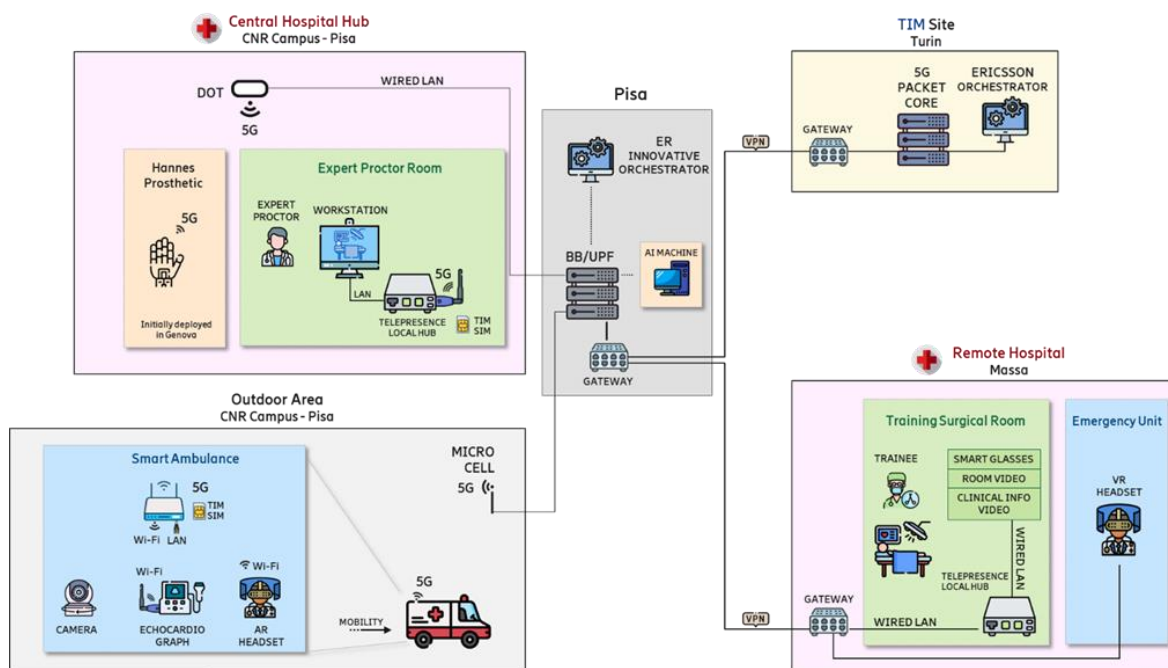 Central Hospital Hub
CNR Campus - Pisa
DOT
5G
WIRED LAN
Hannes
Prosthetic
5G
Initially deployed
in Genova
Expert Proctor Room
EXPERT
PROCTOR
WORKSTATION
LAN
5G
TELEPRESENCE
LOCAL HUB
TIM
SIM
Pisa
ER
INNOVATIVE
ORCHESTRATOR
BB/UPF
AI MACHINE
GATEWAY
VPN
VPN
TIM Site
Turin
GATEWAY
5G
PACKET
CORE
ERICSSON
ORCHESTRATOR
Outdoor Area
CNR Campus - Pisa
Smart Ambulance
5G
TIM
SIM
Wi-Fi
LAN
CAMERA
Wi-Fi
ECHOCARDIO
GRAPH
Wi-Fi
AR
HEADSET
MICRO
CELL
5G
MOBILITY
5G
Remote Hospital
Massa
Training Surgical Room
TRAINEE
SMART GLASSES
ROOM VIDEO
CLINICAL INFO
VIDEO
WIRED LAN
TELEPRESENCE
LOCAL HUB
GATEWAY
WIRED LAN
Emergency Unit
VR
HEADSET